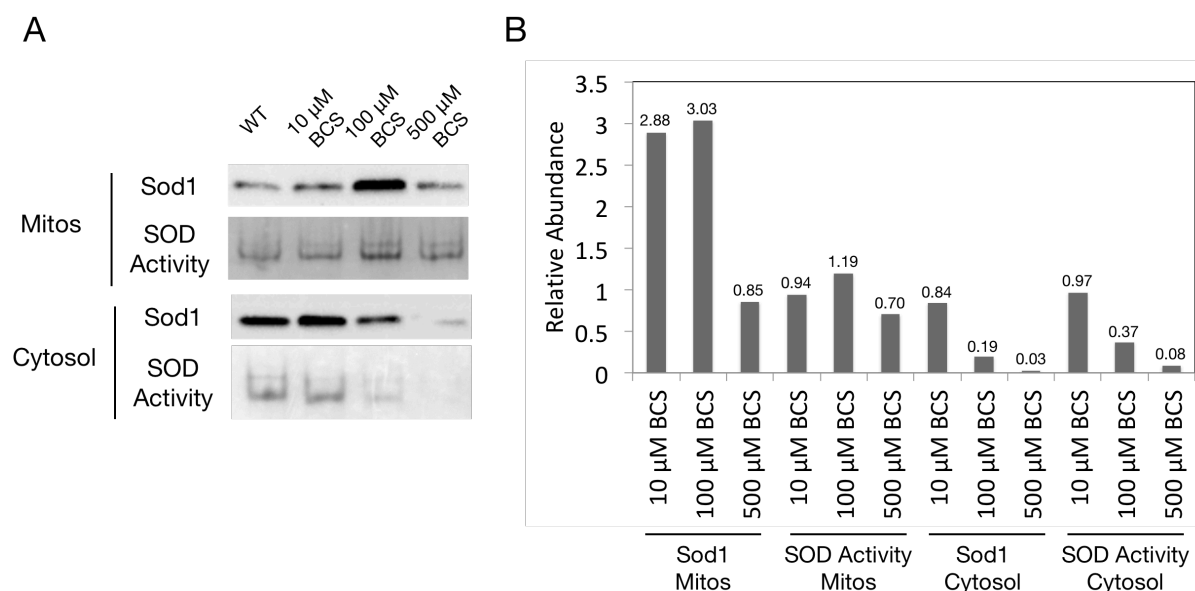 A
WT
10 µM
BCS
100 µM
BCS
500 µM
BCS
Mitos
Sod1
SOD
Activity
Cytosol
Sod1
SOD
Activity
B
Relative Abundance
3.5
3
2.5
2
1.5
1
0.5
0
2.88
3.03
0.85
0.94
1.19
0.70
0.84
0.19
0.03
0.97
0.37
0.08
10 µM BCS
100 µM BCS
500 µM BCS
10 µM BCS
100 µM BCS
500 µM BCS
10 µM BCS
100 µM BCS
500 µM BCS
10 µM BCS
100 µM BCS
500 µM BCS
Sod1
Mitos
SOD Activity
Mitos
Sod1
Cytosol
SOD Activity
Cytosol